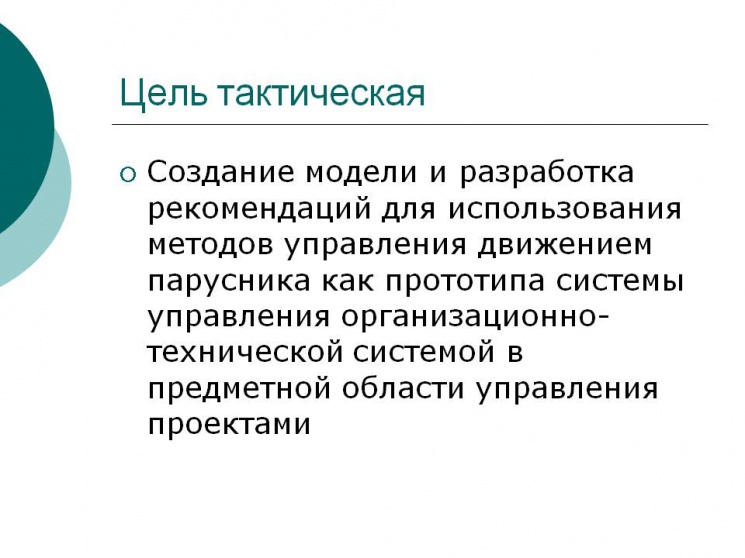 Цель тактическая
Создание модели и разработка
рекомендаций для использования
методов управления движением
парусника как прототипа системы
управления организационно-
технической системой в
предметной области управления
проектами